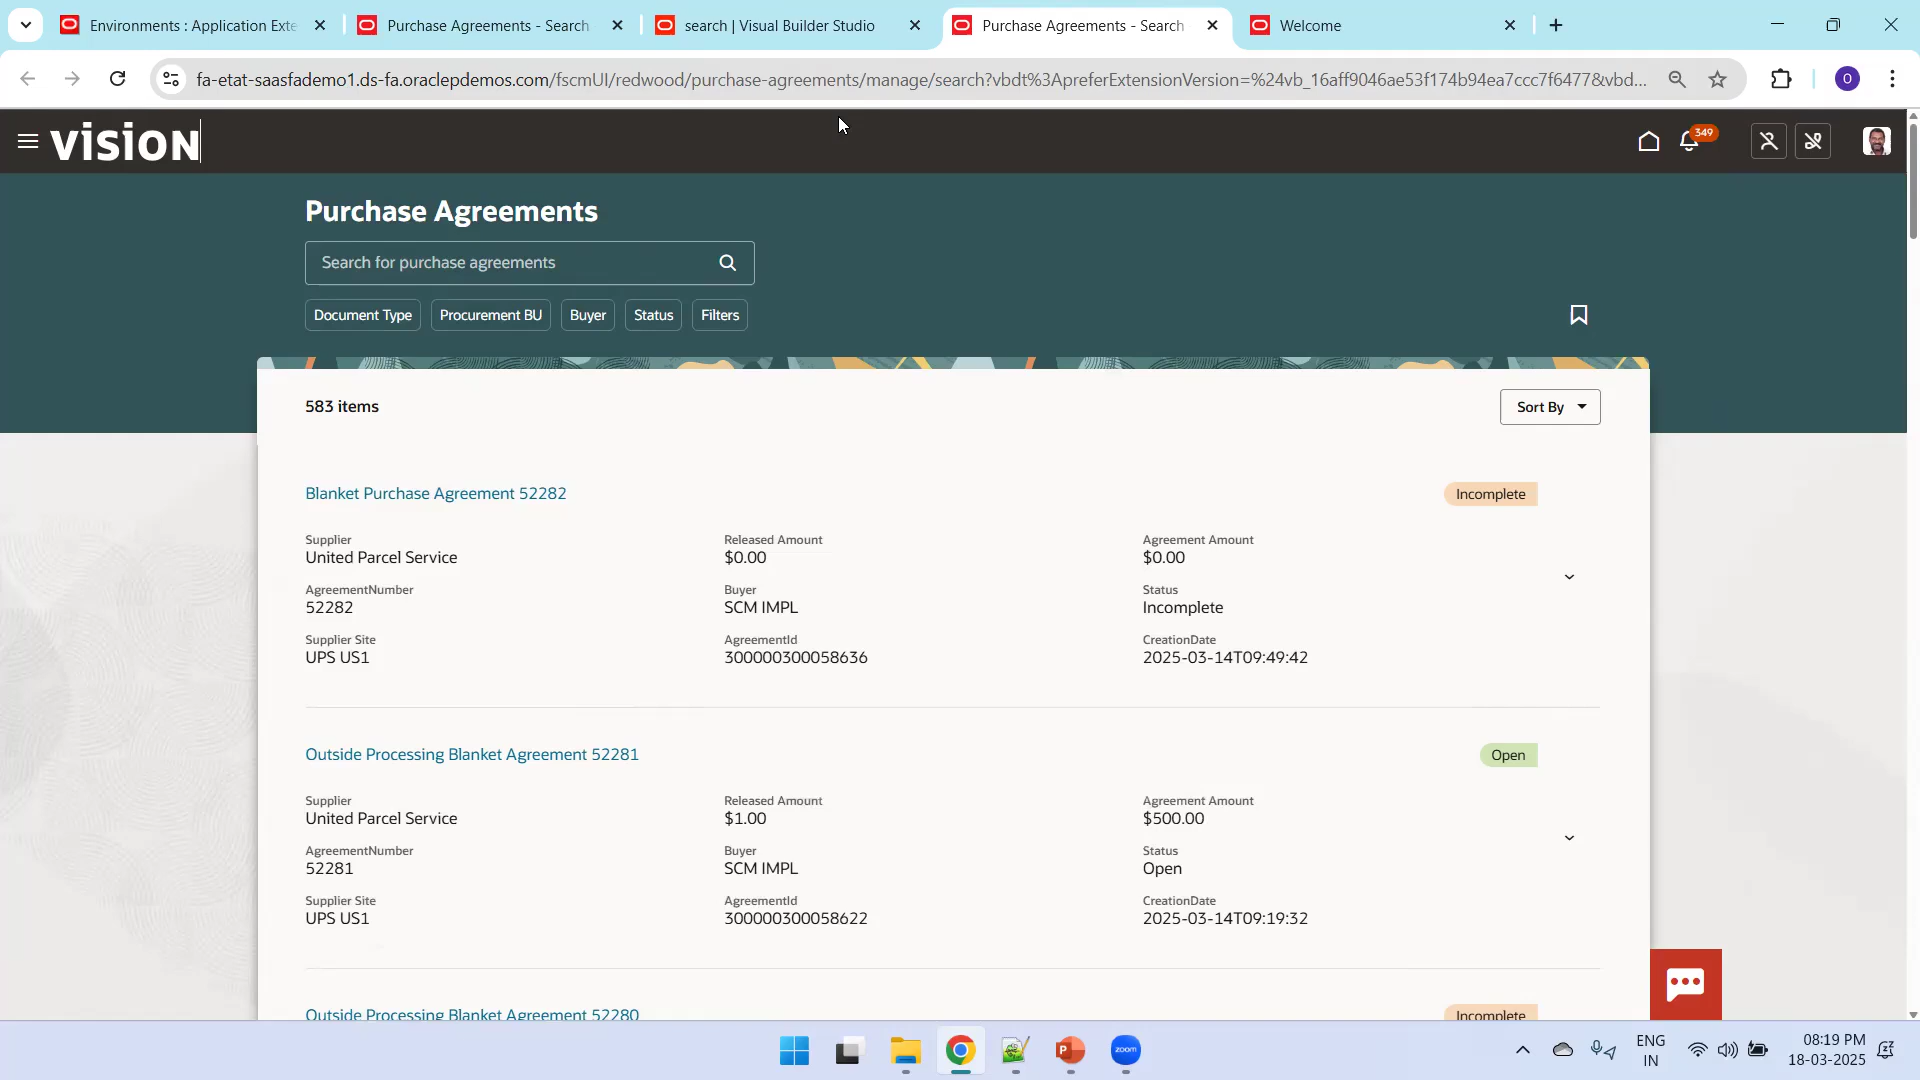 Environments : Application Exte
Purchase Agreements - Search
search | Visual Builder Studio
Purchase Agreements - Search
Welcome
fa-etat-saasfademo1.ds-fa.oraclepdemos.com/fscmUI/redwood/purchase-agreements/manage/search?vbdt%3ApreferExtensionVersion=%24vb_16aff9046ae53f174b94ea7ccc7f6477&vbd...
O
vision
349
Purchase Agreements
Search for purchase agreements
Document Type
Procurement BU
Buyer
Status
Filters
583 items
Sort By
Blanket Purchase Agreement 52282
Incomplete
Supplier
United Parcel Service
Released Amount
$0.00
Agreement Amount
$0.00
AgreementNumber
52282
Buyer
SCM IMPL
Status
Incomplete
Supplier Site
UPS US1
AgreementId
300000300058636
CreationDate
2025-03-14T09:49:42
Outside Processing Blanket Agreement 52281
Open
Supplier
United Parcel Service
Released Amount
$1.00
Agreement Amount
$500.00
AgreementNumber
52281
Buyer
SCM IMPL
Status
Open
Supplier Site
UPS US1
AgreementId
300000300058622
CreationDate
2025-03-14T09:19:32
Outside Processing Blanket Agreement 52280
Incomplete
zoom
ENG
IN
08:19 PM
18-03-2025